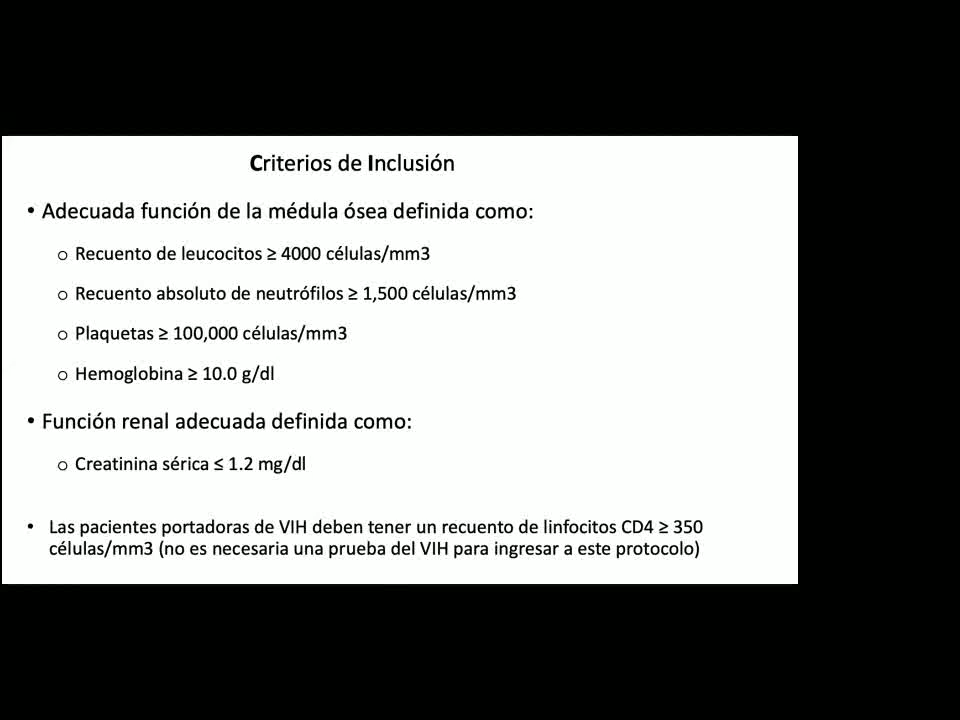 Criterios de Inclusión
• Adecuada función de la médula ósea definida como:
o Recuento de leucocitos ≥ 4000 células/mm3
o Recuento absoluto de neutrófilos ≥ 1,500 células/mm3
o Plaquetas ≥ 100,000 células/mm3
o Hemoglobina ≥ 10.0 g/dl
• Función renal adecuada definida como:
o Creatinina sérica ≤ 1.2 mg/dl
• Las pacientes portadoras de VIH deben tener un recuento de linfocitos CD4 ≥ 350
células/mm3 (no es necesaria una prueba del VIH para ingresar a este protocolo)